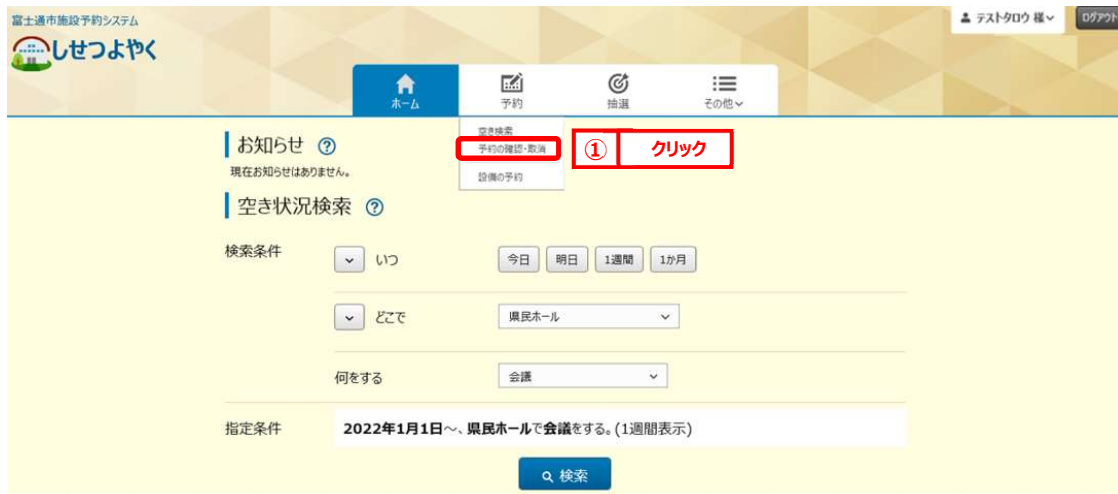 富士通市施設予約システム
しせつよやく
テストタロウ 様
ログアウト
ホーム
予約
抽選
その他
空き検索
予約の確認・取消
設備の予約
① クリック
お知らせ ?
現在お知らせはありません。
空き状況検索 ?
検索条件
いつ 今日 明日 1週間 1か月
どこで 県民ホール
何をする 会議
指定条件 2022年1月1日～、県民ホールで会議をする。(1週間表示)
検索